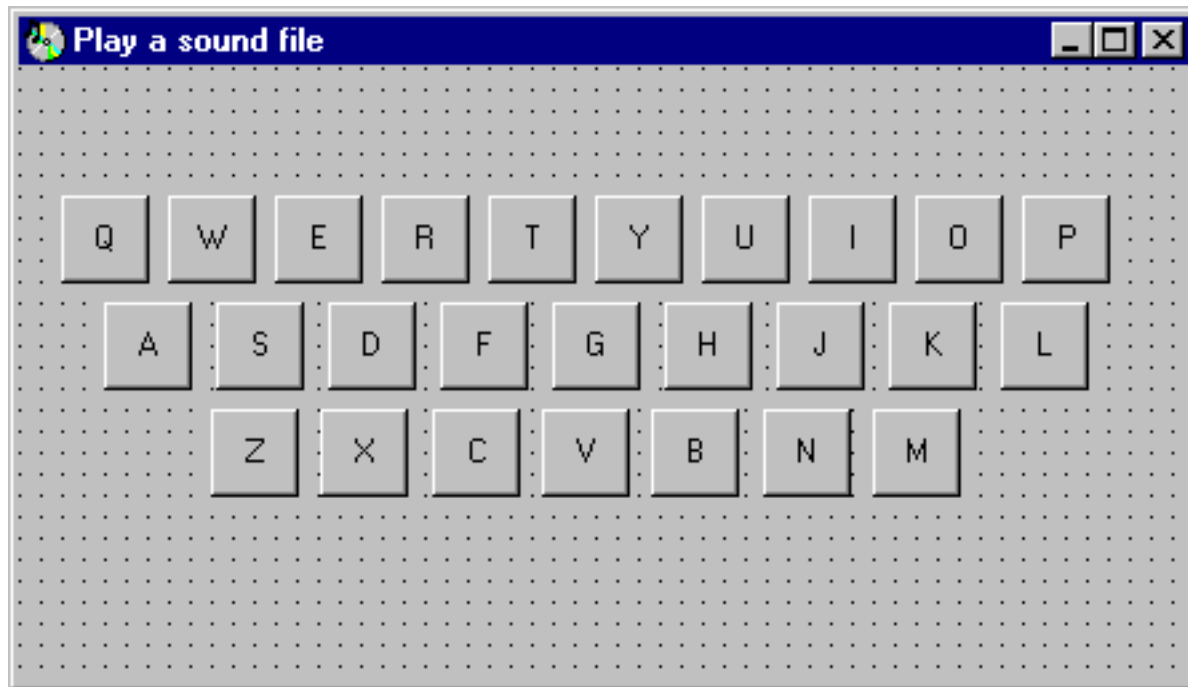 Play a sound file
Q W E R T Y U I O P
A S D F G H J K L
Z X C V B N M